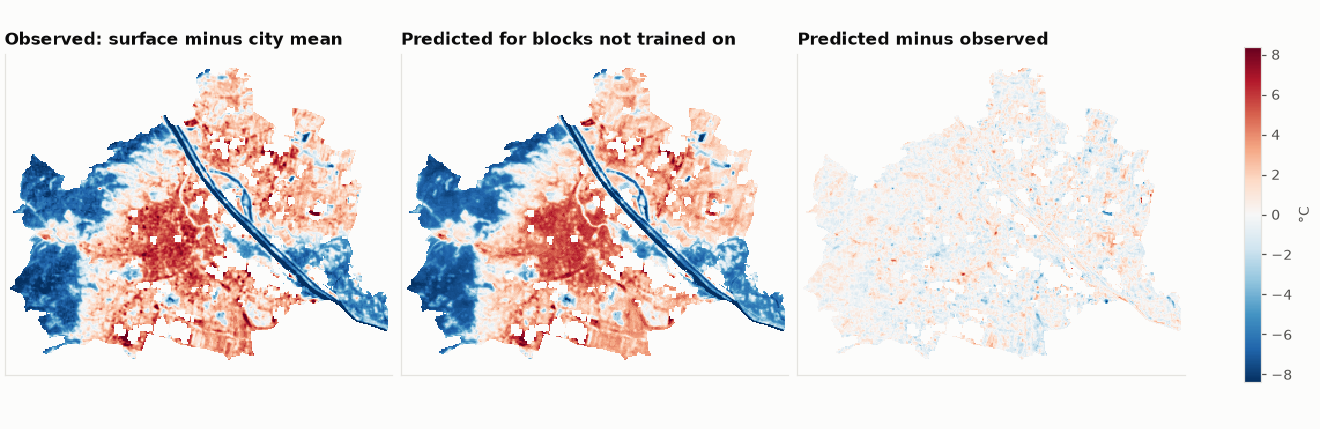 Observed: surface minus city mean
Predicted for blocks not trained on
Predicted minus observed
8
6
4
2
0
−2
−4
−6
−8
°C